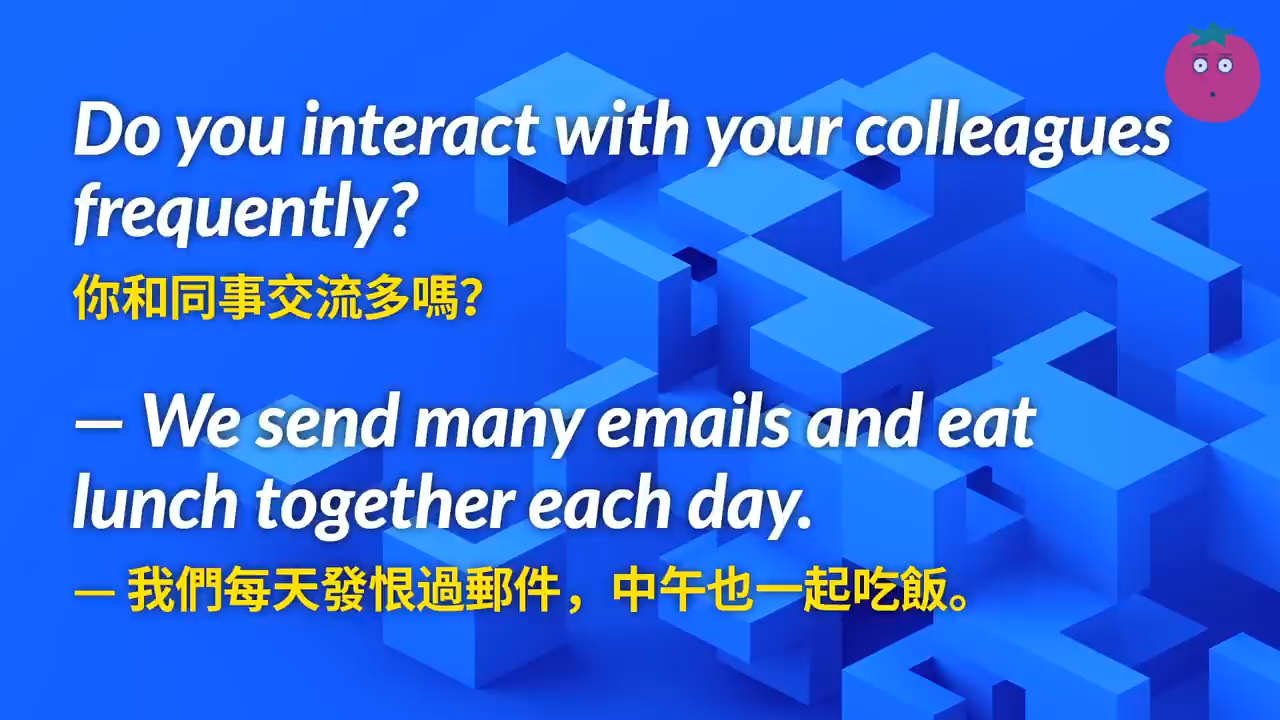 Do you interact with your colleagues
frequently?
你和同事交流多嗎?
— We send many emails and eat
lunch together each day.
— 我們每天發恨過郵件，中午也一起吃飯。